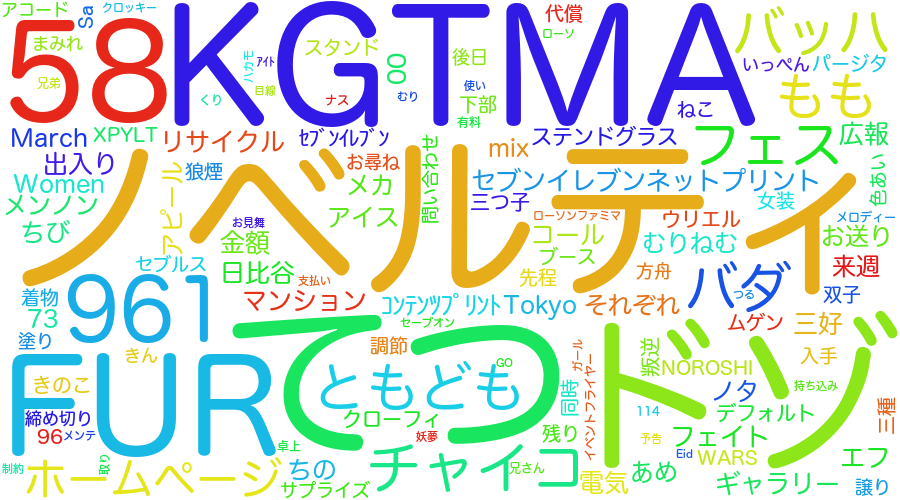 アコード
クロッキー
Sa
58
KGTMA
代償
ローソ
バッハ
まみれ
兄弟
ハカモ
ｱｲﾄ
スタンド
00
後日
いっぺん
パージタ
くり
目線
ナス
むり
使い
下部
有料
ねこ
もも
March
XPYLT
リサイクル
ｾﾌﾞﾝｲﾚﾌﾞﾝ
問い合わせ
mix
ステンドグラス
フェス
広報
出入り
狼煙
お尋ね
メカ
セブンイレブンネットプリント
色あい
Women
メンノン
アピール
アイス
三つ子
女装
ちび
お見舞
金額
ローソンファミマ
コール
ウリエル
メロディー
お送り
ノベルティ
セブルス
日比谷
支払い
ブース
むりねむ
先程
方舟
来週
着物
73
961
マンション
ｺﾝﾃﾝﾂﾌﾟﾘﾝﾄ
Tokyo
それぞれ
バダ
つる
双子
塗り
セーブオン
ムゲン
三好
きん
調節
ガール
叛逆
入手
FUR
てつ
GO
ドゾ
NOROSHI
きのこ
ともども
同時
イベントフライヤー
ノタ
持ち込み
締め切り
クローフィ
114
デフォルト
三種
96
メンテ
卓上
妖夢
残り
予告
フェイト
制約
ホームページ
取り
ちの
チャイコ
兄さん
Eid
WARS
エフ
サプライズ
電気
あめ
ギャラリー
譲り